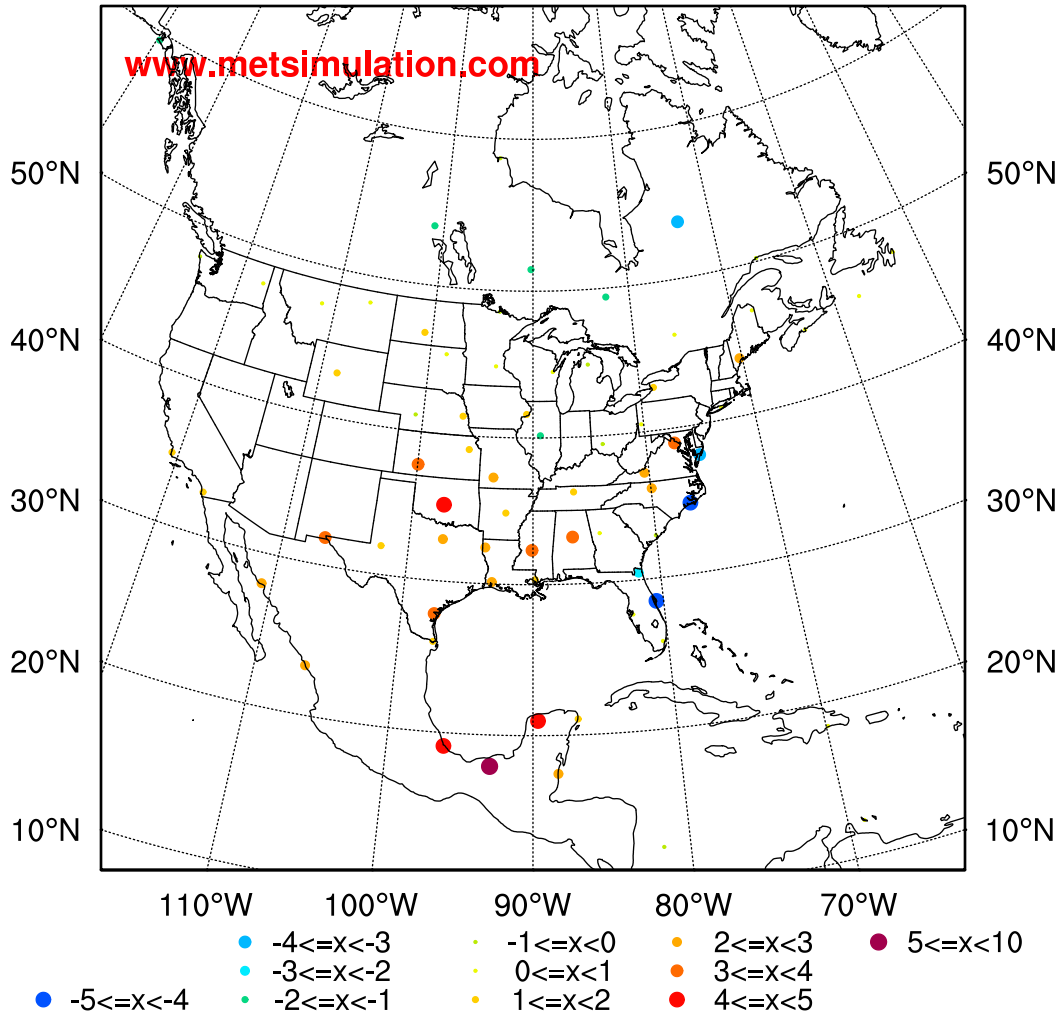 www.metsimulation.com
50°N 50°N
40°N 40°N
30°N 30°N
20°N 20°N
10°N 10°N
110°W 100°W 90°W 80°W 70°W
-4<=x<-3 -1<=x<0 2<=x<3 5<=x<10
-3<=x<-2 0<=x<1 3<=x<4
-5<=x<-4 -2<=x<-1 1<=x<2 4<=x<5